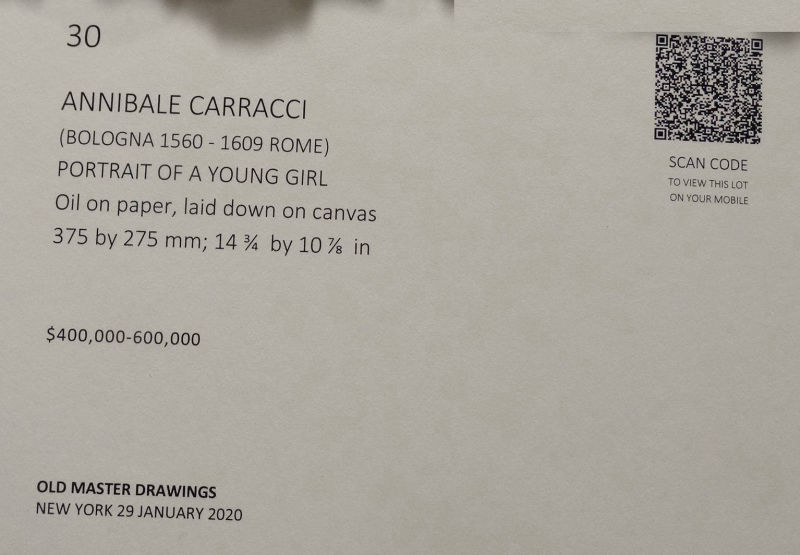 30
ANNIBALE CARRACCI
(BOLOGNA 1560 - 1609 ROME)
PORTRAIT OF A YOUNG GIRL
Oil on paper, laid down on canvas
375 by 275 mm; 14 ¾ by 10 ⅞ in
$400,000-600,000
SCAN CODE
TO VIEW THIS LOT
ON YOUR MOBILE
OLD MASTER DRAWINGS
NEW YORK 29 JANUARY 2020